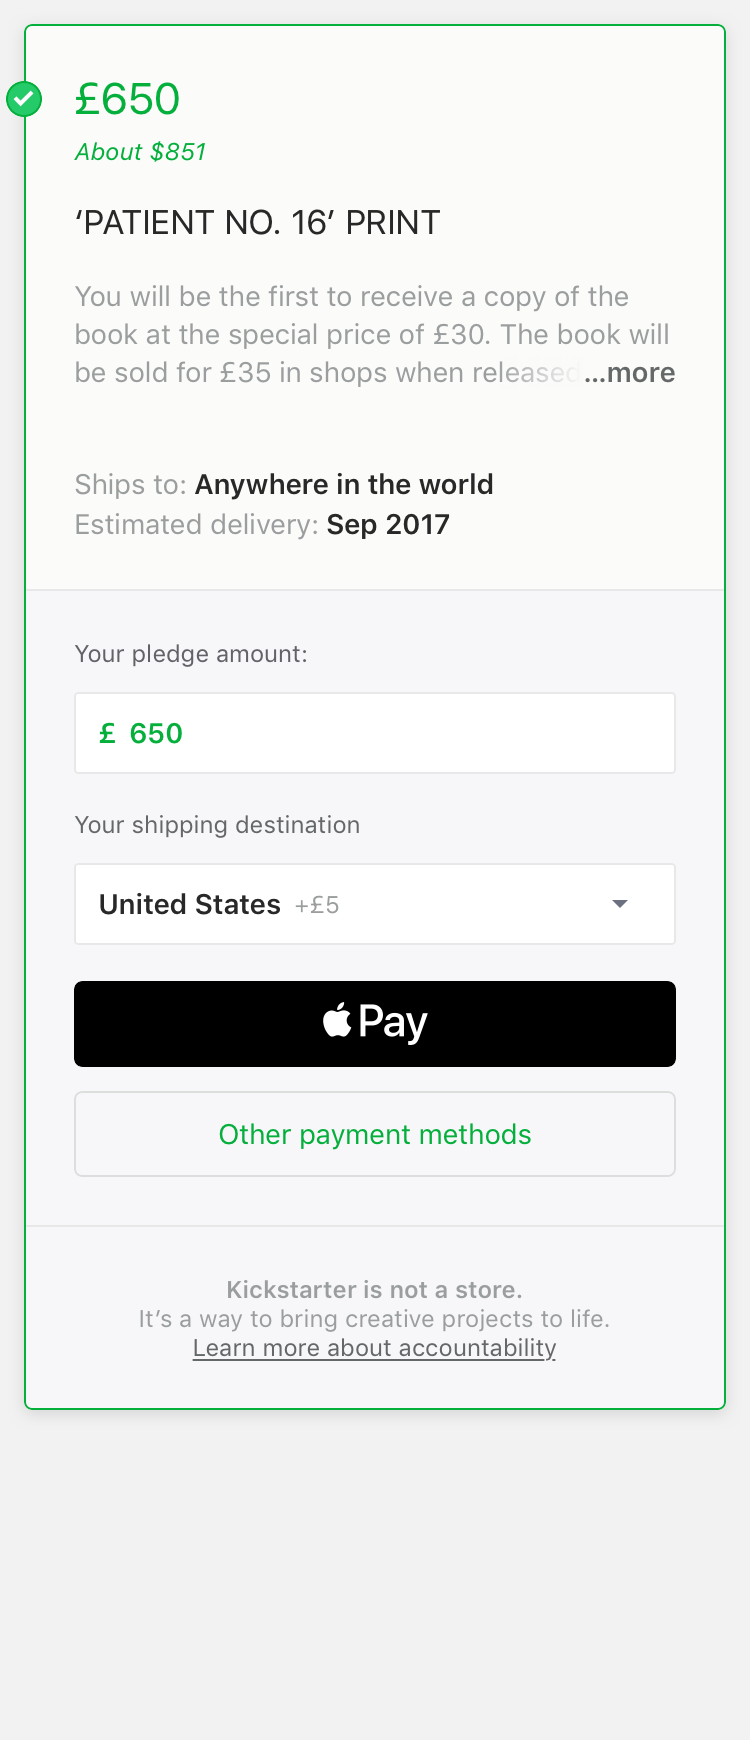 £650
About $851
‘PATIENT NO. 16’ PRINT
You will be the first to receive a copy of the
book at the special price of £30. The book will
be sold for £35 in shops when released...more
Ships to: Anywhere in the world
Estimated delivery: Sep 2017
Your pledge amount:
£ 650
Your shipping destination
United States +£5
Pay
Other payment methods
Kickstarter is not a store.
It’s a way to bring creative projects to life.
Learn more about accountability